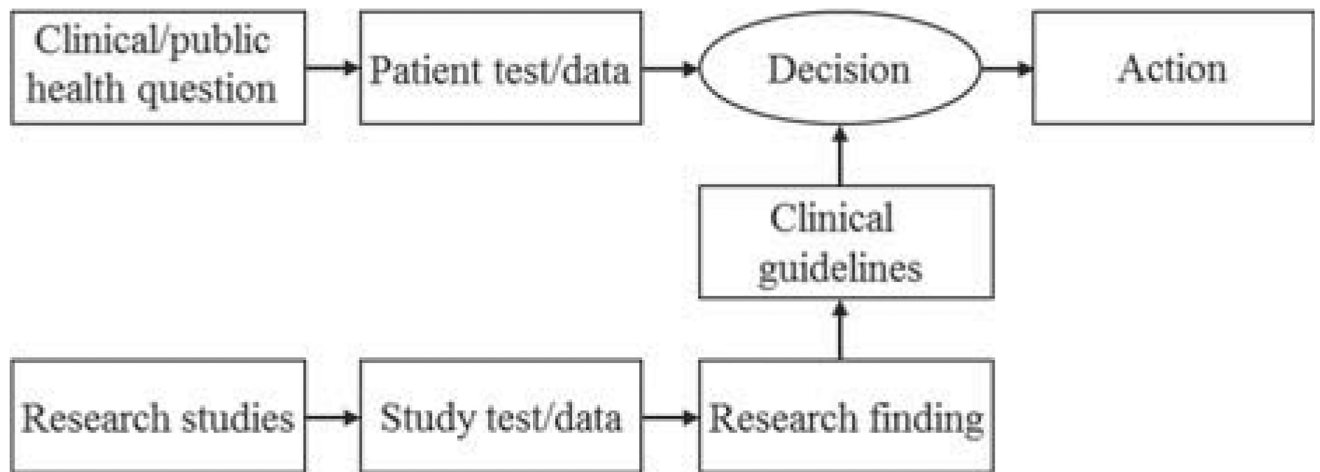 Clinical/public
health question
Patient test/data
Decision
Action
Clinical
guidelines
Research studies
Study test/data
Research finding